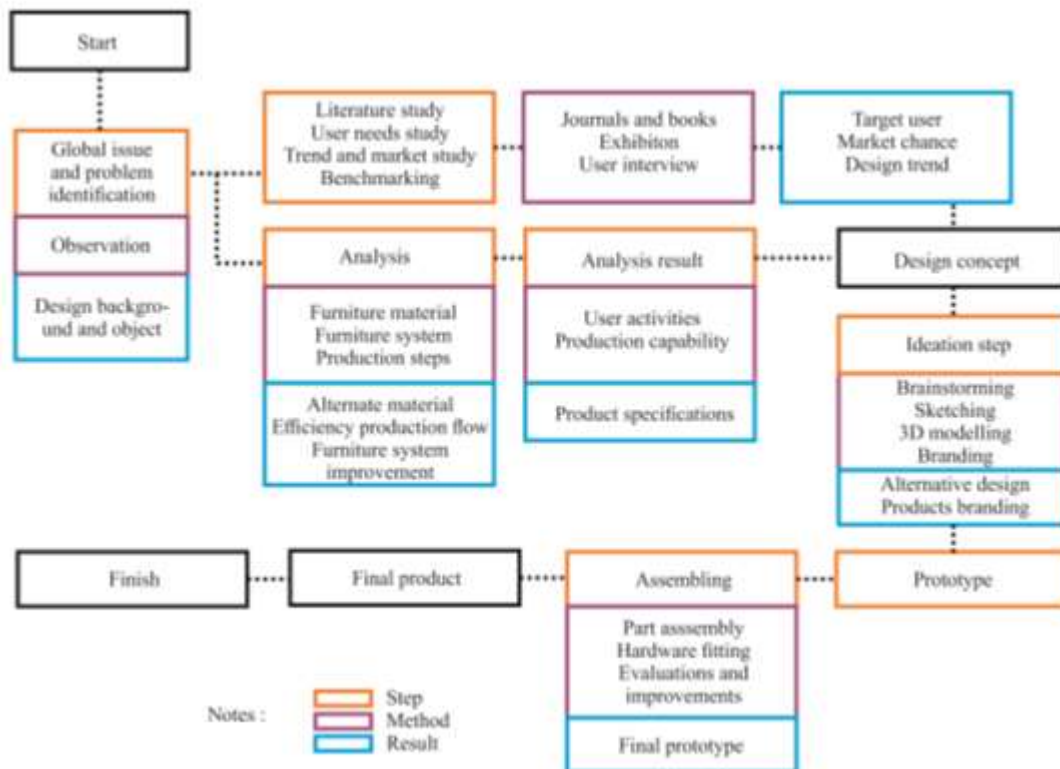 Start
Global issue
and problem
identification
Observation
Design backgro-
und and object
Literature study
User needs study
Trend and market study
Benchmarking
Journals and books
Exhibiton
User interview
Target user
Market chance
Design trend
Analysis
Furniture material
Furniture system
Production steps
Alternate material
Efficiency production flow
Furniture system
improvement
Analysis result
User activities
Production capability
Product specifications
Design concept
Ideation step
Brainstorming
Sketching
3D modelling
Branding
Alternative design
Products branding
Prototype
Assembling
Part asssembly
Hardware fitting
Evaluations and
improvements
Final prototype
Final product
Finish
Notes :
Step
Method
Result